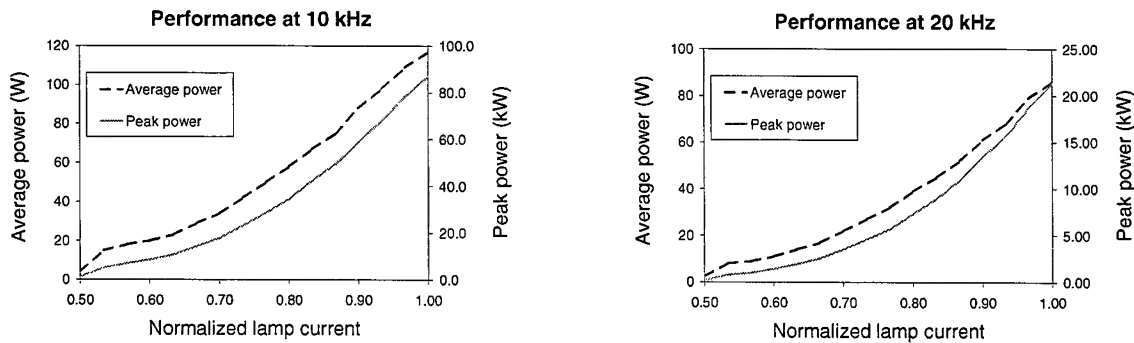 Performance at 10 kHz
Average power (W)
120
100
80
60
40
20
0
Average power
Peak power
100.0
80.0
60.0
40.0
20.0
0.0
Peak power (kW)
0.50 0.60 0.70 0.80 0.90 1.00
Normalized lamp current
Performance at 20 kHz
Average power (W)
100
80
60
40
20
0
Average power
Peak power
25.00
20.00
15.00
10.00
5.00
0.00
Peak power (kW)
0.50 0.60 0.70 0.80 0.90 1.00
Normalized lamp current